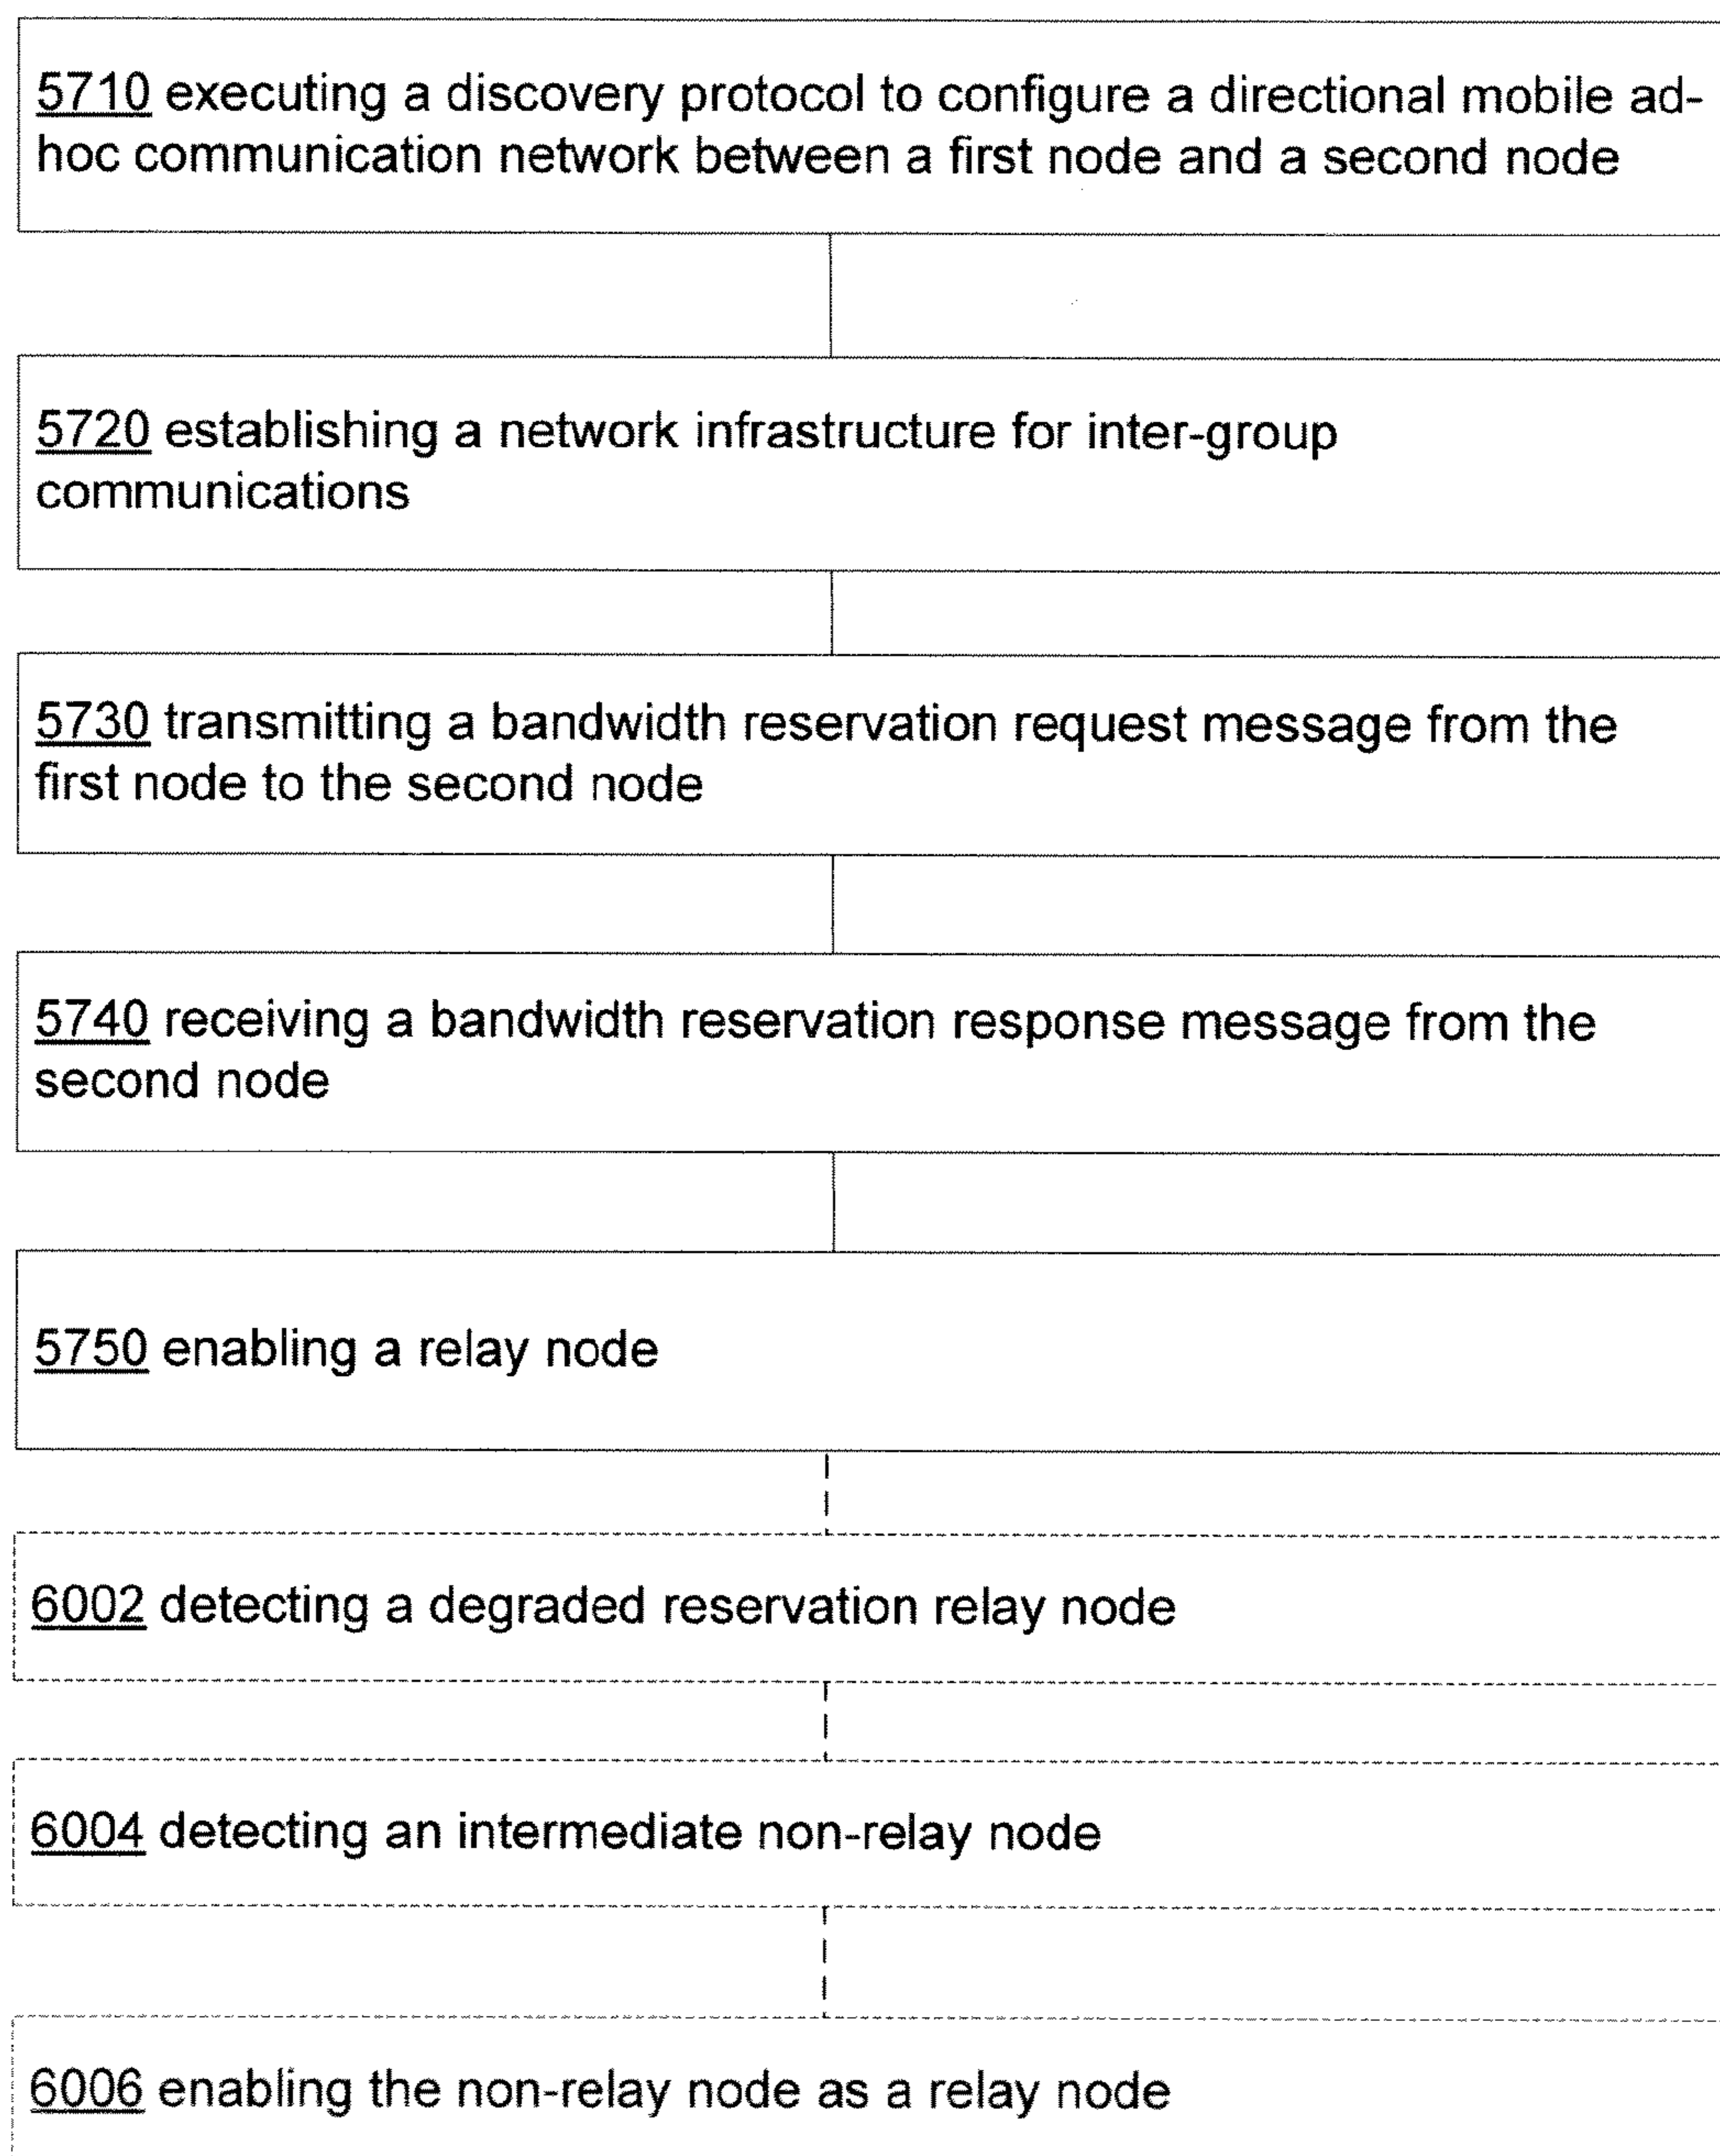 5710 executing a discovery protocol to configure a directional mobile ad-
hoc communication network between a first node and a second node
5720 establishing a network infrastructure for inter-group
communications
5730 transmitting a bandwidth reservation request message from the
first node to the second node
5740 receiving a bandwidth reservation response message from the
second node
5750 enabling a relay node
6002 detecting a degraded reservation relay node
6004 detecting an intermediate non-relay node
6006 enabling the non-relay node as a relay node